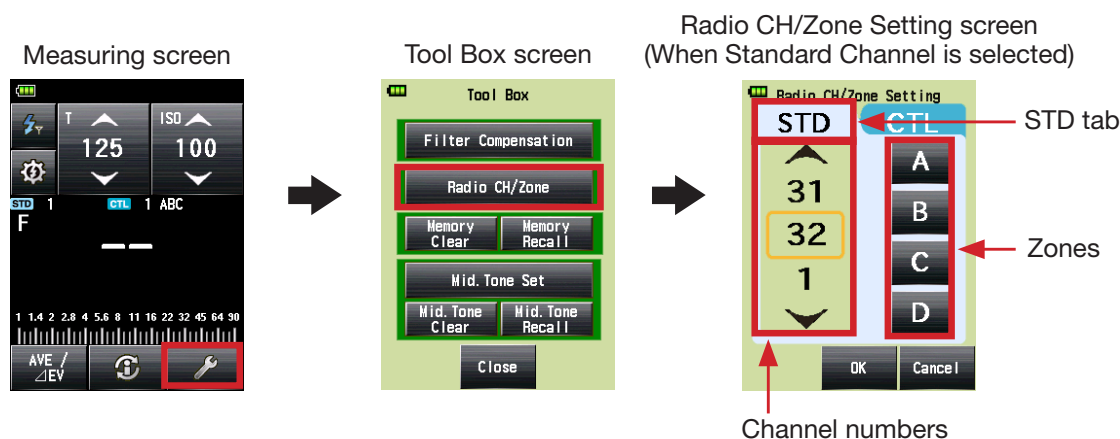 Measuring screen
T
ISO
125
100
STD 1 CTL 1 ABC
F
1 1.4 2 2.8 4 5.6 8 11 16 22 32 45 64 90
AVE /
⊿EV
Tool Box screen
Tool Box
Filter Compensation
Radio CH/Zone
Memory
Clear
Memory
Recall
Mid.Tone Set
Mid.Tone
Clear
Mid.Tone
Recall
Close
Radio CH/Zone Setting screen
(When Standard Channel is selected)
Radio CH/Zone Setting
STD
CTL
31
32
1
A
B
C
D
OK
Cancel
STD tab
Zones
Channel numbers